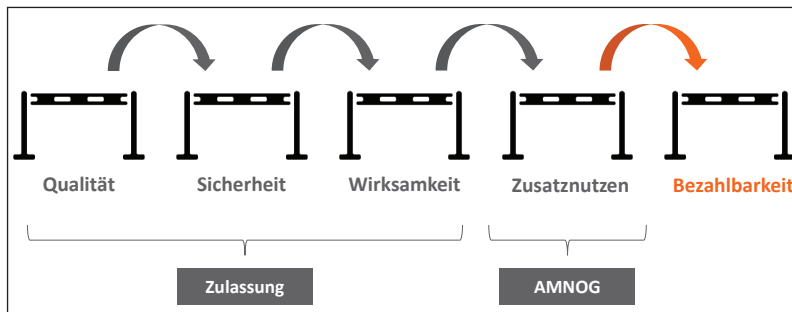 Qualität Sicherheit Wirksamkeit Zusatznutzen Bezahlbarkeit
Zulassung AMNOG